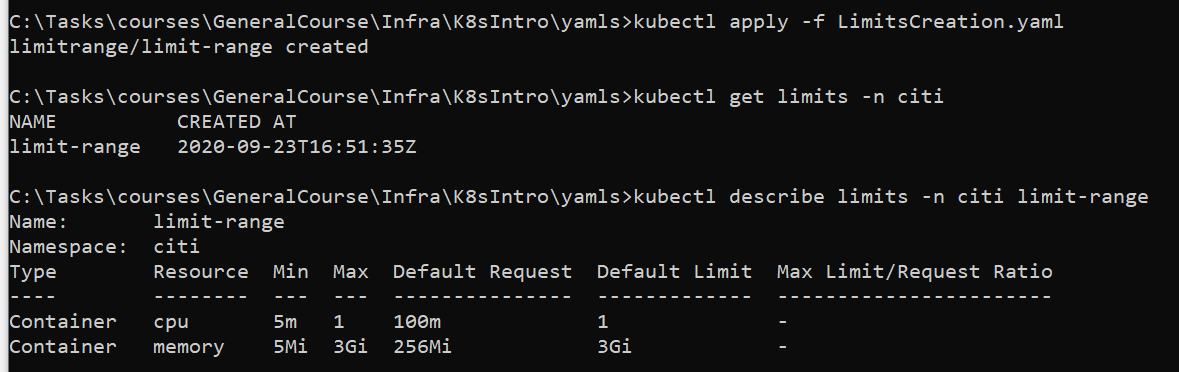 C:\Tasks\courses\GeneralCourse\Infra\K8sIntro\yamls>kubectl apply -f LimitsCreation.yaml
limitrange/limit-range created
C:\Tasks\courses\GeneralCourse\Infra\K8sIntro\yamls>kubectl get limits -n citi
NAME          CREATED AT
limit-range   2020-09-23T16:51:35Z
C:\Tasks\courses\GeneralCourse\Infra\K8sIntro\yamls>kubectl describe limits -n citi limit-range
Name:       limit-range
Namespace:  citi
Type        Resource  Min  Max  Default Request  Default Limit  Max Limit/Request Ratio
----        --------  ---  ---  ---------------  -------------  -----------------------
Container   cpu       5m   1    100m             1              -
Container   memory    5Mi  3Gi  256Mi            3Gi            -